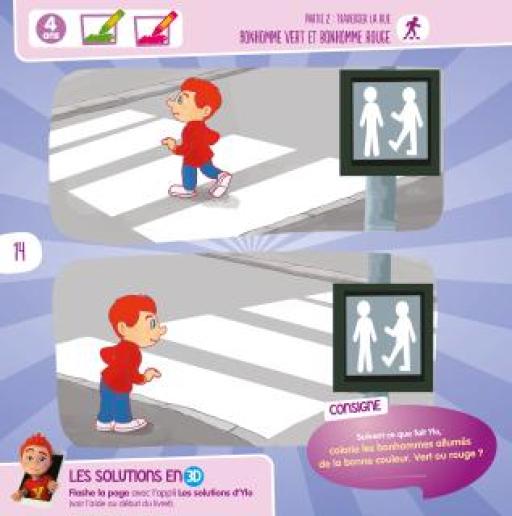 4
ans
PARTIE 2 : TRAVERSER LA RUE
BONHOMME VERT ET BONHOMME ROUGE
14
CONSIGNE
Suivant ce que fait Ylo,
colorie les bonhommes allumés
de la bonne couleur. Vert ou rouge ?
LES SOLUTIONS EN 3D
Flashe la page avec l'appli Les solutions d'Ylo
(voir l'aide au début du livret).